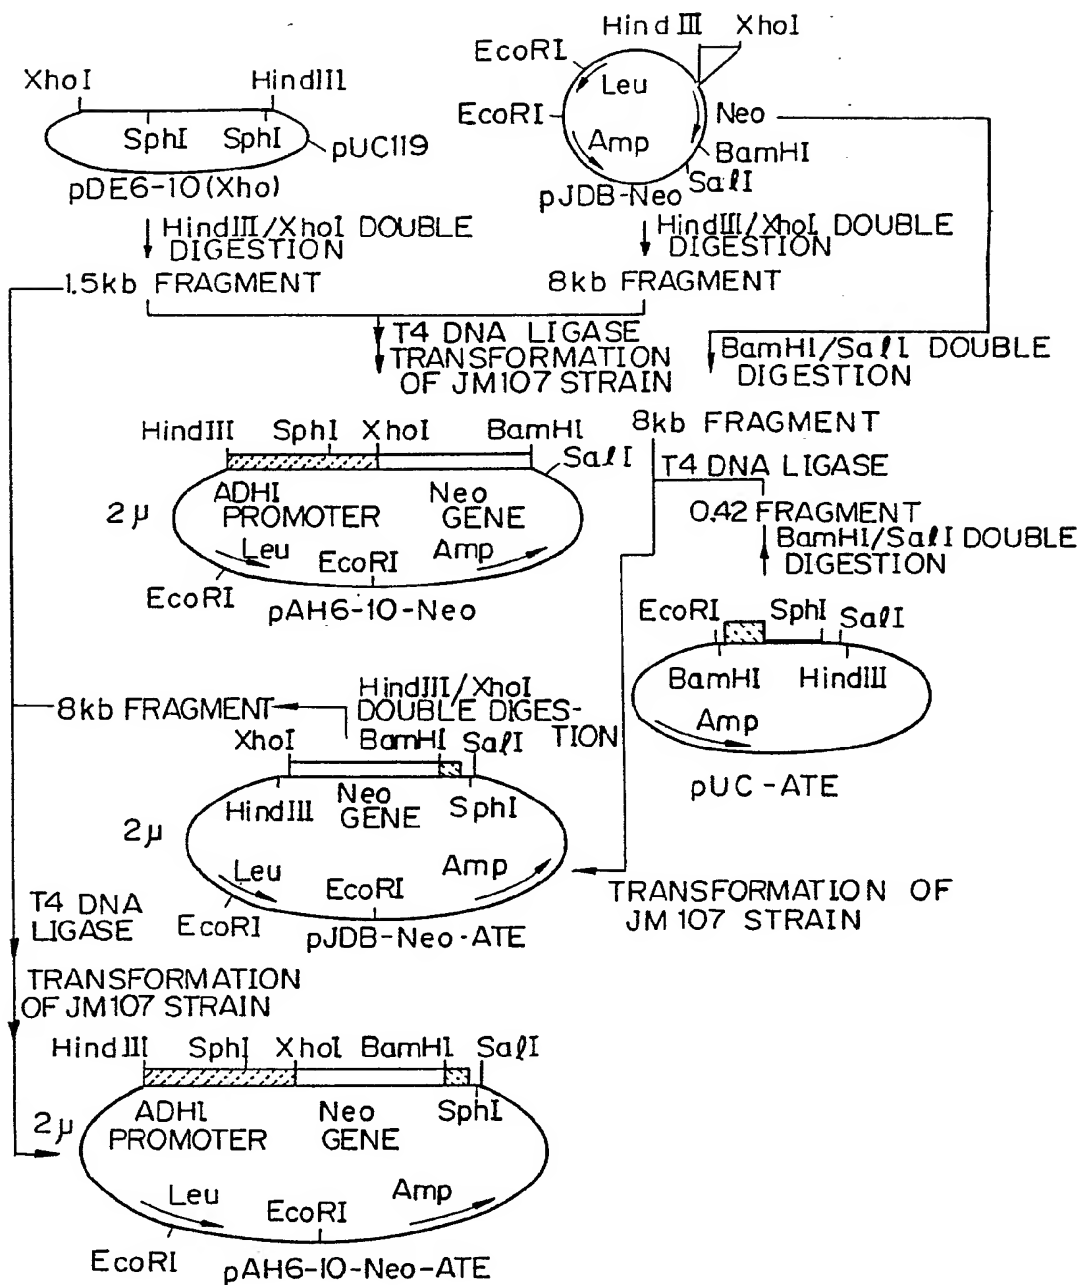 Hind III XhoI
EcoRI
XhoI HindIII
Leu
EcoRI
Neo
SphI SphI
Amp
pUC119
BamHI
pDE6-10(Xho)
SalI
pJDB-Neo
HindIII/XhoI DOUBLE
DIGESTION
HindIII/XhoI DOUBLE
DIGESTION
1.5kb FRAGMENT
8kb FRAGMENT
T4 DNA LIGASE
TRANSFORMATION
OF JM107 STRAIN
BamHI/SalI DOUBLE
DIGESTION
8kb FRAGMENT
HindIII SphI XhoI BamHI
SalI
T4 DNA LIGASE
2μ
ADHI
PROMOTER
Neo
GENE
0.42 FRAGMENT
BamHI/SalI DOUBLE
DIGESTION
Leu
EcoRI
Amp
EcoRI
pAH6-10-Neo
EcoRI SphI SalI
BamHI HindIII
Amp
pUC-ATE
HindIII/XhoI
DOUBLE DIGES-
TION
8kb FRAGMENT
XhoI BamHI SalI
HindIII
Neo
GENE
SphI
2μ
Leu
EcoRI
Amp
EcoRI
pJDB-Neo-ATE
TRANSFORMATION OF
JM107 STRAIN
T4 DNA
LIGASE
TRANSFORMATION
OF JM107 STRAIN
Hind III SphI XhoI BamHI SalI
2μ
ADHI
PROMOTER
Neo
GENE
SphI
Leu
EcoRI
Amp
EcoRI
pAH6-10-Neo-ATE